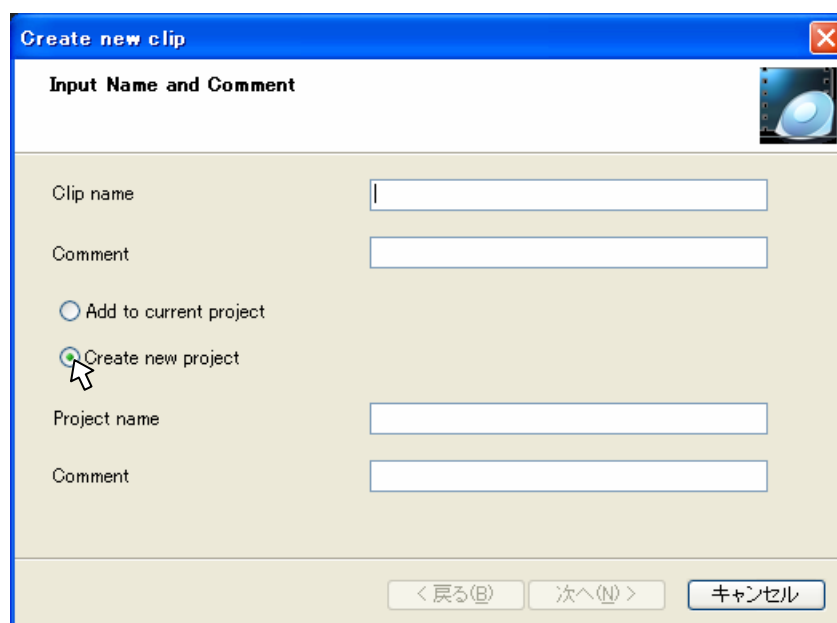 Create new clip
Input Name and Comment
Clip name
Comment
Add to current project
Create new project
Project name
Comment
< 戻る(B) 次へ(N) > キャンセル